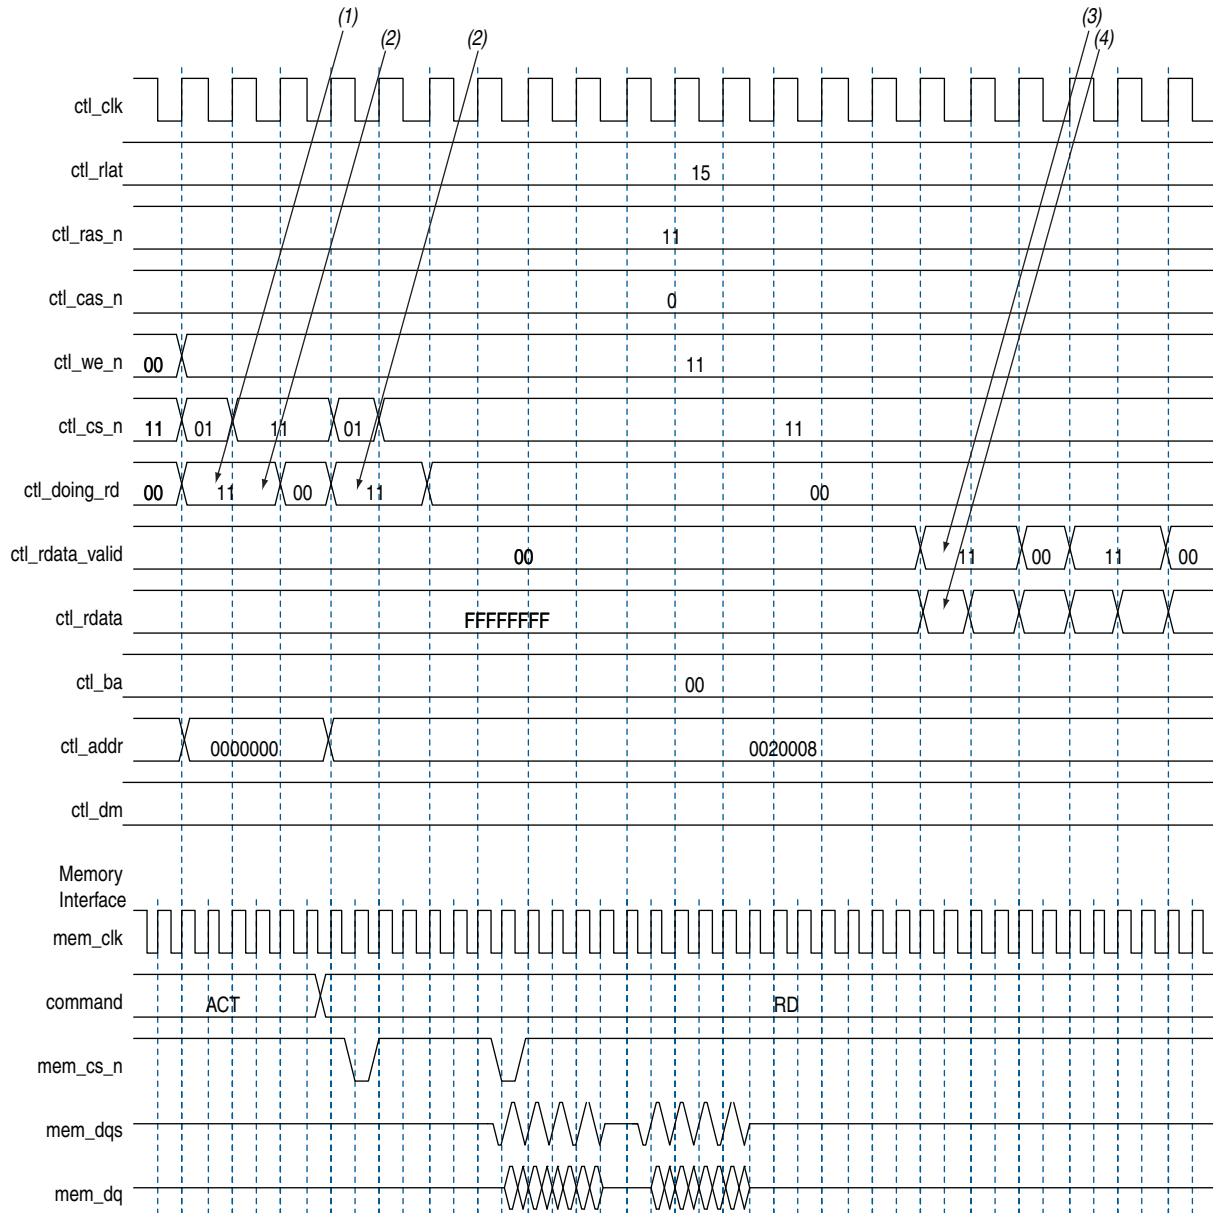 (1)
(3)
(2)
(2)
(4)
ctl_clk
ctl_rlat 15
ctl_ras_n 11
ctl_cas_n 0
ctl_we_n 00 11
ctl_cs_n 11 01 11 01 11
ctl_doing_rd 00 11 00 11 00
ctl_rdata_valid 00 11 00 11 00
ctl_rdata FFFFFFFF
ctl_ba 00
ctl_addr 0000000 0020008
ctl_dm
Memory
Interface
mem_clk
command ACT RD
mem_cs_n
mem_dqs
mem_dq